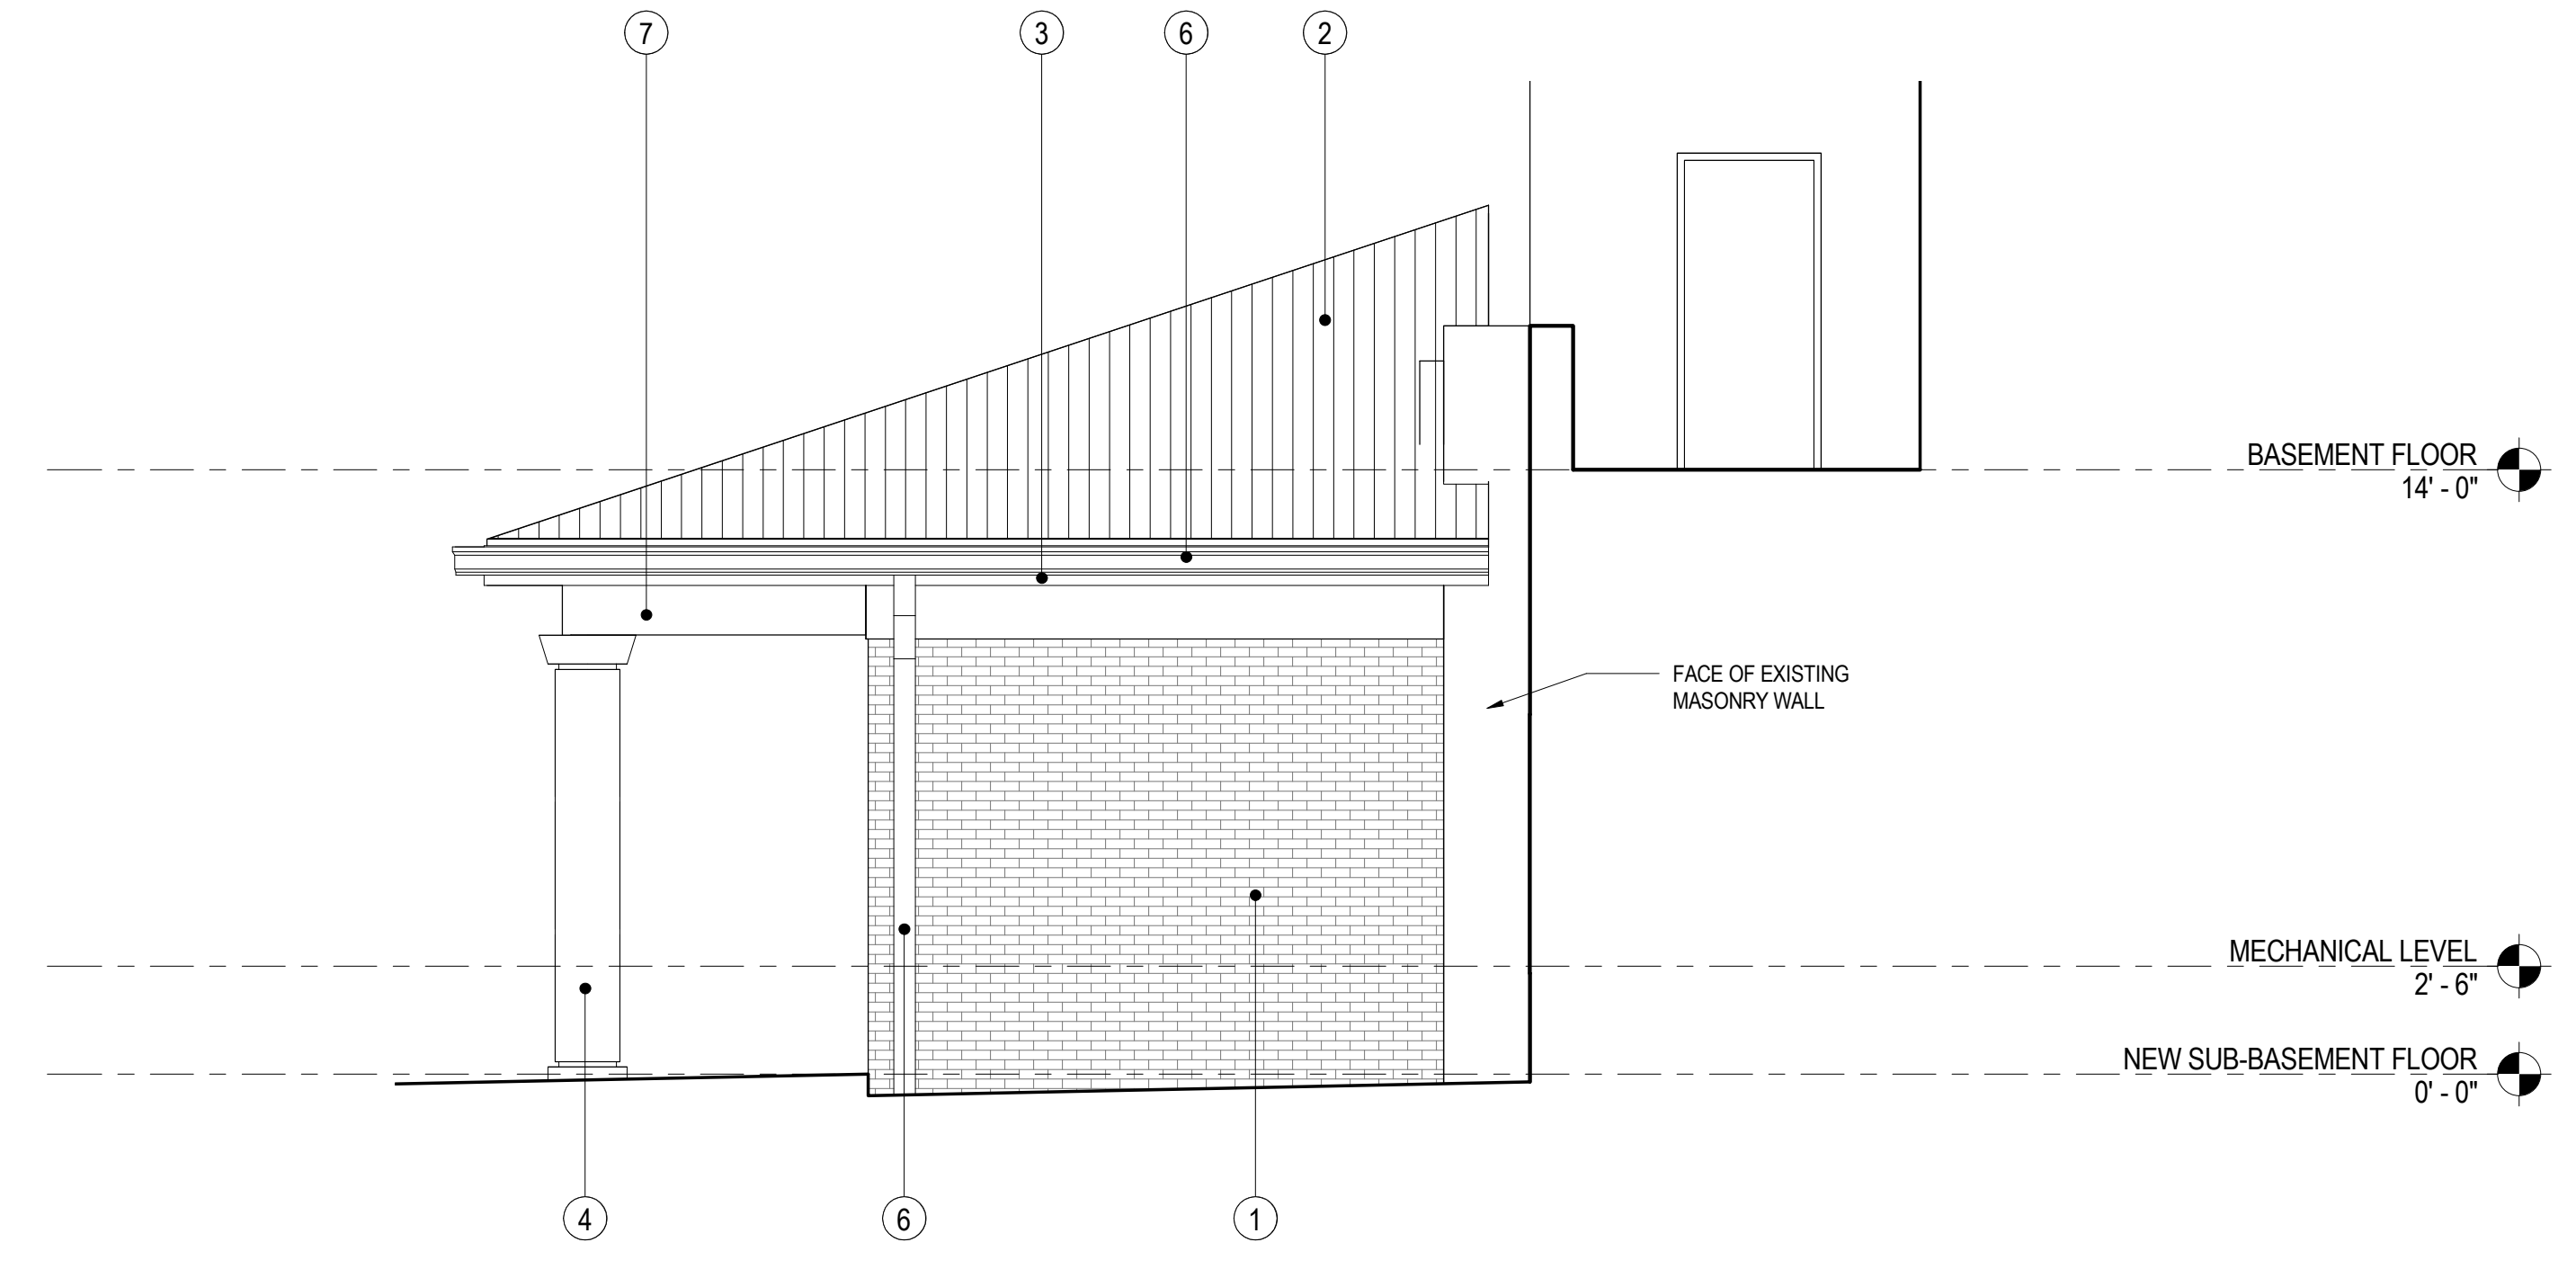 7
3
6
2
BASEMENT FLOOR
14' - 0"
FACE OF EXISTING
MASONRY WALL
MECHANICAL LEVEL
2' - 6"
NEW SUB-BASEMENT FLOOR
0' - 0"
4
6
1